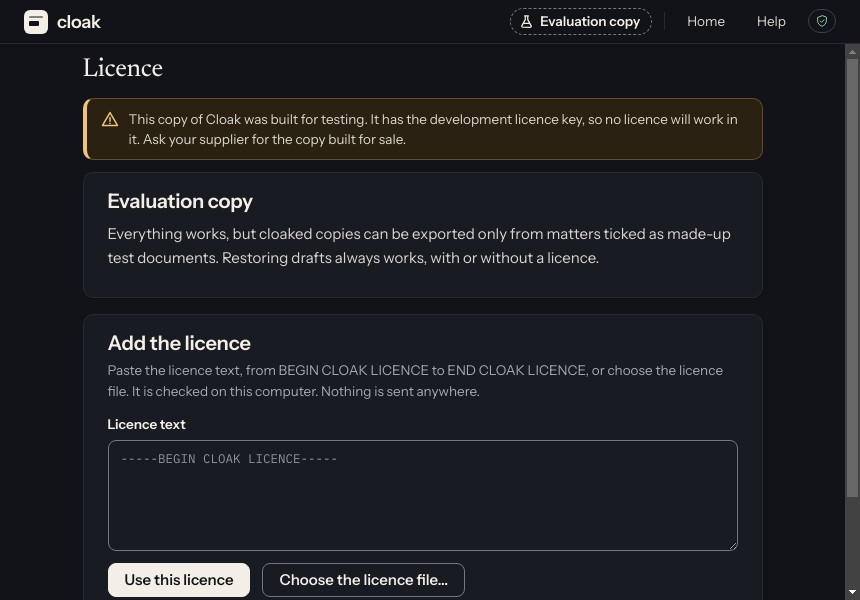 cloak
Evaluation copy
Home
Help
Licence
This copy of Cloak was built for testing. It has the development licence key, so no licence will work in
it. Ask your supplier for the copy built for sale.
Evaluation copy
Everything works, but cloaked copies can be exported only from matters ticked as made-up
test documents. Restoring drafts always works, with or without a licence.
Add the licence
Paste the licence text, from BEGIN CLOAK LICENCE to END CLOAK LICENCE, or choose the licence
file. It is checked on this computer. Nothing is sent anywhere.
Licence text
-----BEGIN CLOAK LICENCE-----
Use this licence
Choose the licence file...